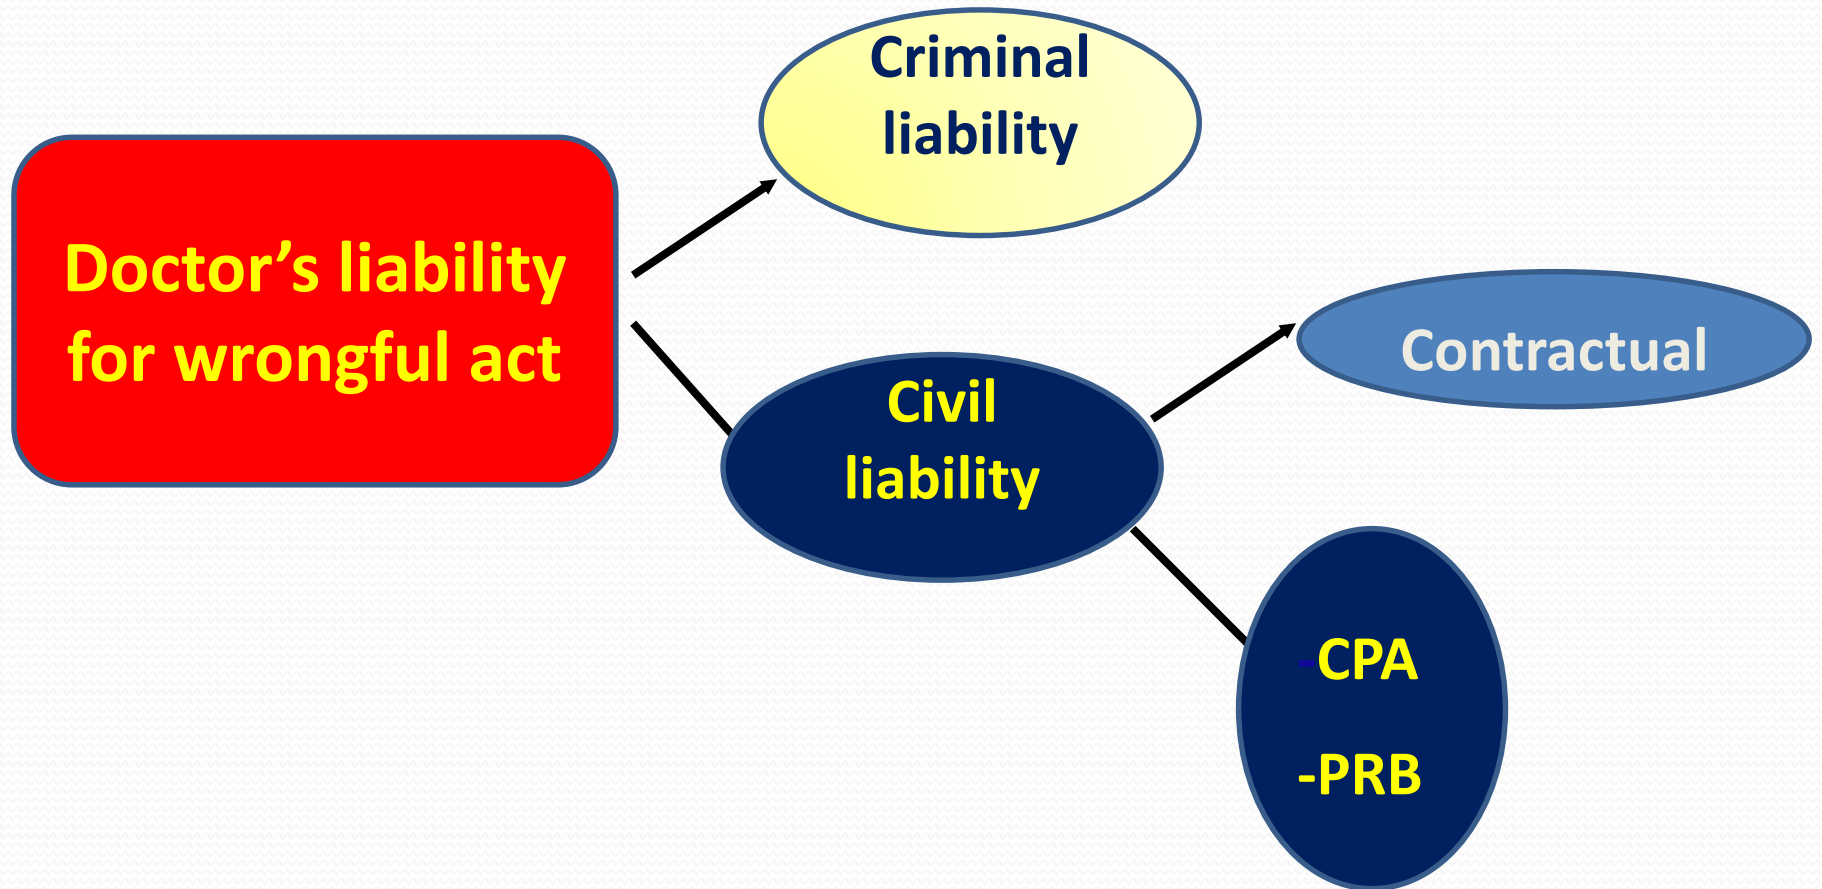 Criminal
liability
Doctor’s liability
for wrongful act
Contractual
Civil
liability
-CPA
-PRB